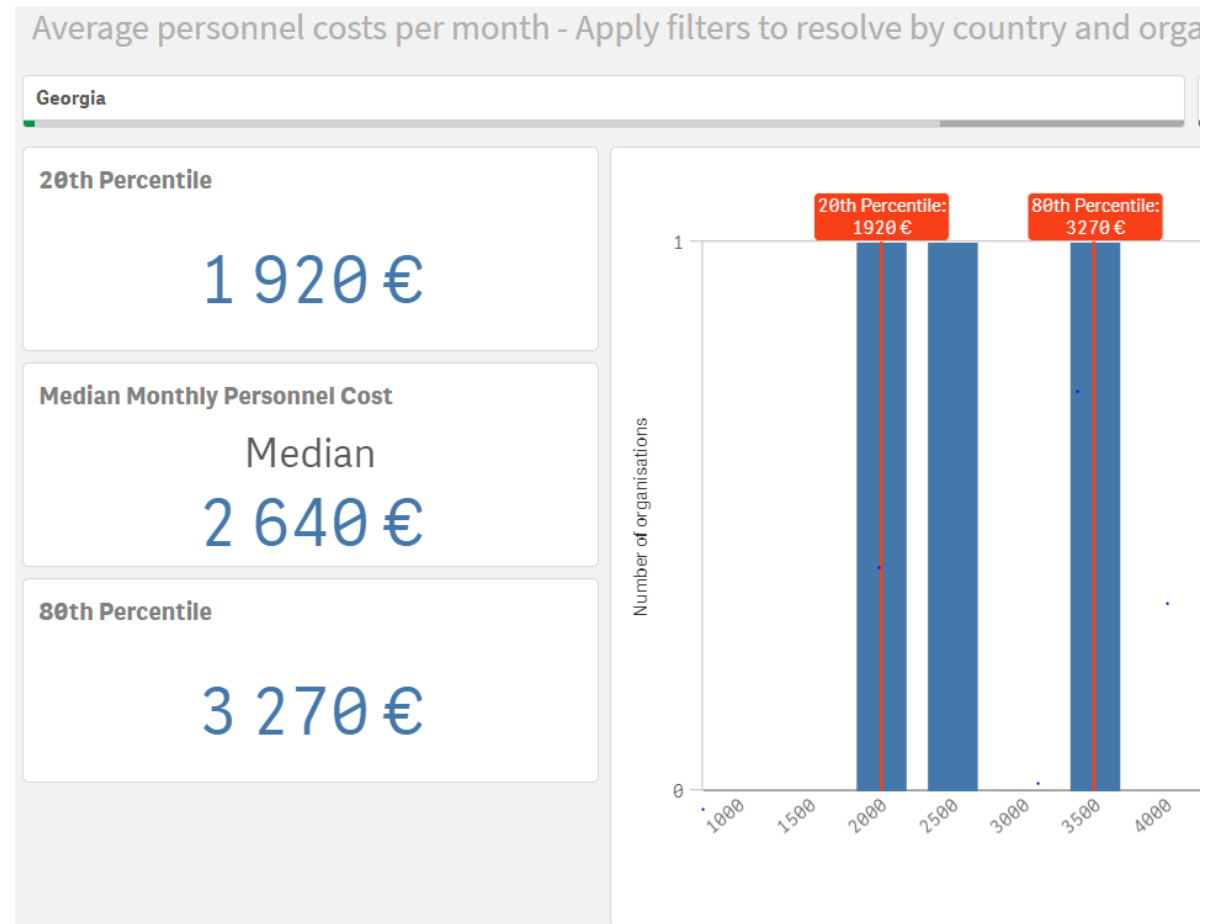 Average personnel costs per month - Apply filters to resolve by country and orga
Georgia
20th Percentile
1 920 €
Median Monthly Personnel Cost
Median
2 640 €
80th Percentile
3 270 €
20th Percentile:
1920 €
80th Percentile:
3270 €
1
Number of organisations
0
1000
1500
2000
2500
3000
3500
4000